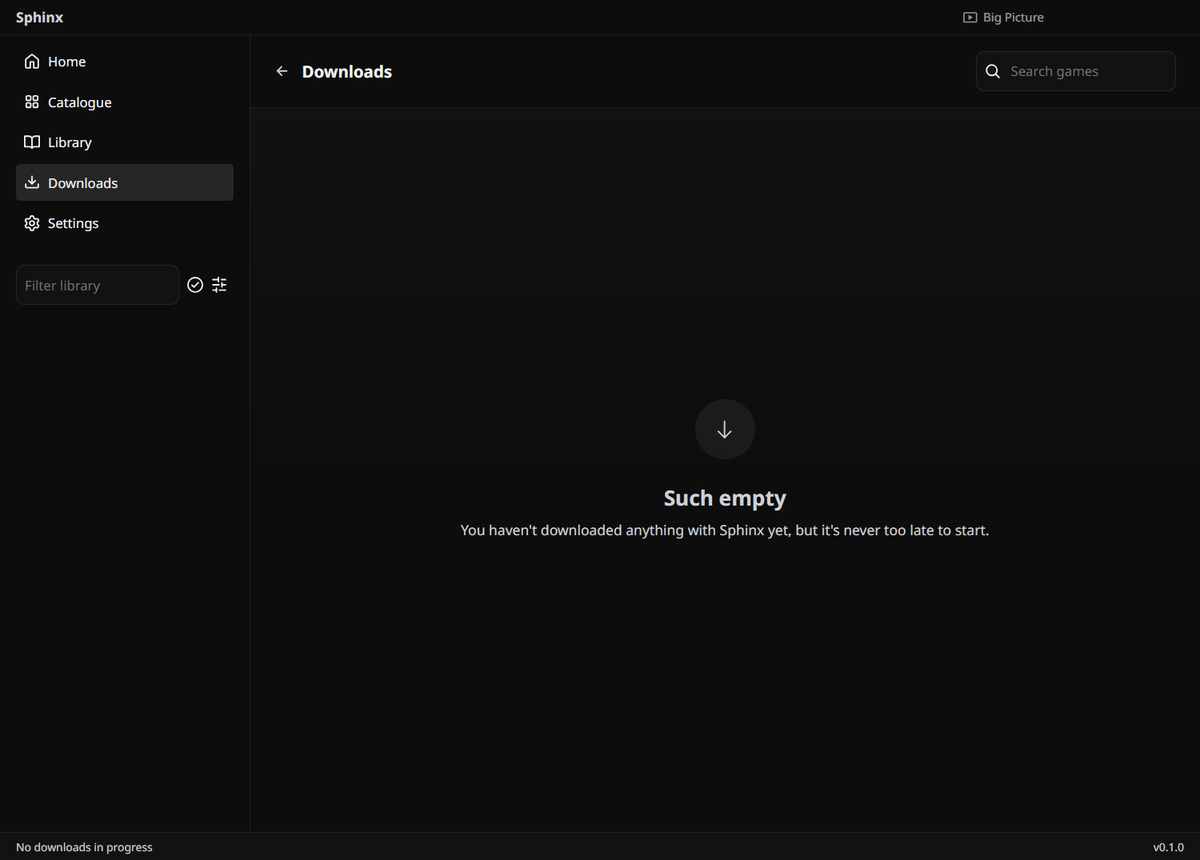 Sphinx
Big Picture
Home
Catalogue
Library
Downloads
Settings
Filter library
Downloads
Search games
Such empty
You haven't downloaded anything with Sphinx yet, but it's never too late to start.
No downloads in progress
v0.1.0